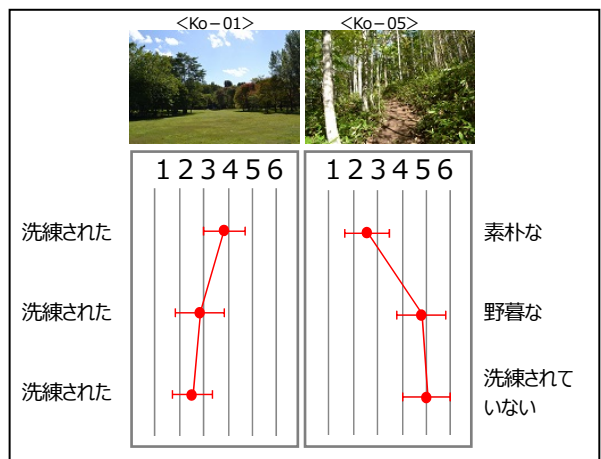 <Ko－01>
<Ko－05>
1 2 3 4 5 6
1 2 3 4 5 6
洗練された
素朴な
洗練された
野暮な
洗練された
洗練されて
いない